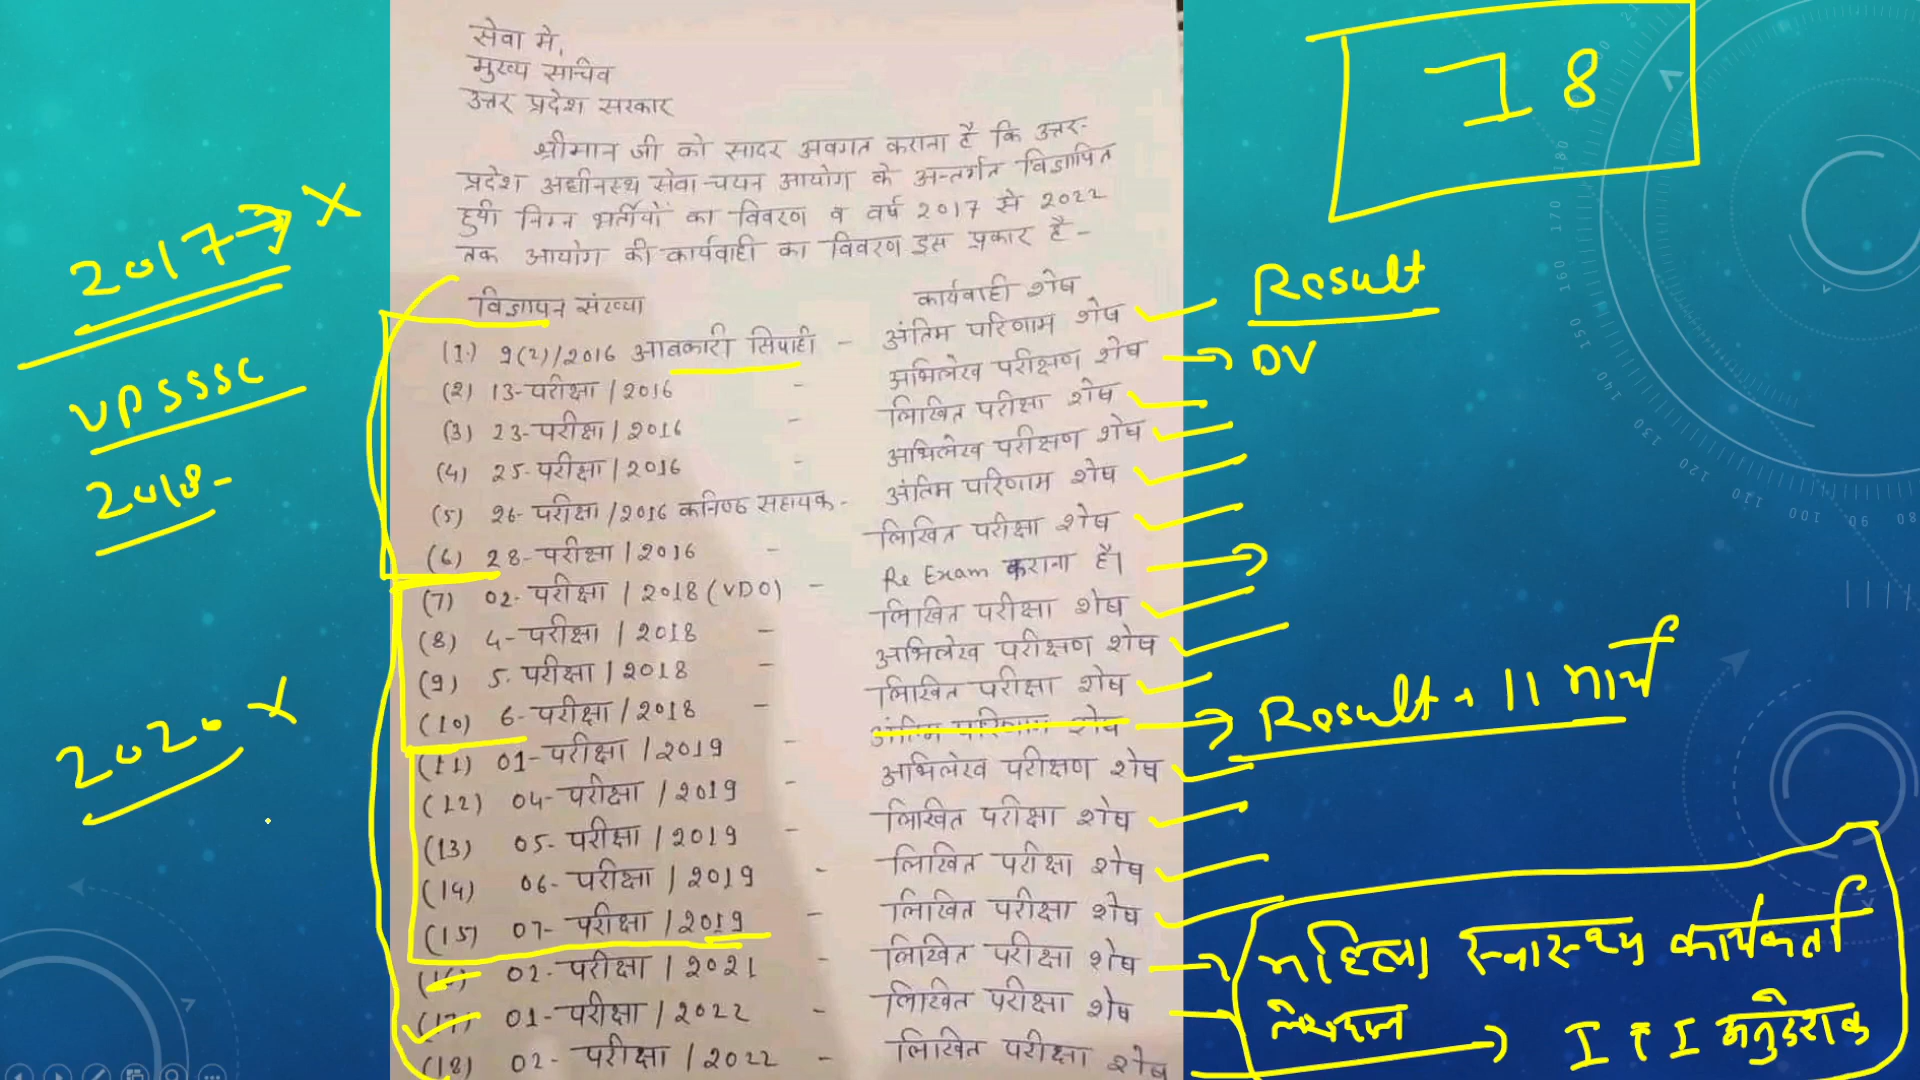 सेवा मे,
मुख्य सचिव
उत्तर प्रदेश सरकार
श्रीमान जी को सादर अवगत कराना है कि उत्तर-
प्रदेश अधीनस्थ सेवा चयन आयोग के अन्तर्गत विज्ञापित
हुयी निम्न भर्तीयों का विवरण व वर्ष 2017 से 2022
तक आयोग की कार्यवाही का विवरण इस प्रकार है-
विज्ञापन संख्या कार्यवाही शेष
(1) 9(2)/2016 आबकारी सिपाही - अंतिम परिणाम शेष
(2) 13-परीक्षा/2016 - अभिलेख परीक्षण शेष
(3) 23-परीक्षा/2016 - लिखित परीक्षा शेष
(4) 25-परीक्षा/2016 - अभिलेख परीक्षण शेष
(5) 26-परीक्षा/2016 कनिष्ठ सहायक - अंतिम परिणाम शेष
(6) 28-परीक्षा/2016 - लिखित परीक्षा शेष
(7) 02-परीक्षा/2018 (VDO) - Re Exam कराना है।
(8) 4-परीक्षा/2018 - लिखित परीक्षा शेष
(9) 5-परीक्षा/2018 - अभिलेख परीक्षण शेष
(10) 6-परीक्षा/2018 - लिखित परीक्षा शेष
(11) 01-परीक्षा/2019 - अंतिम परिणाम शेष
(12) 04-परीक्षा/2019 - अभिलेख परीक्षण शेष
(13) 05-परीक्षा/2019 - लिखित परीक्षा शेष
(14) 06-परीक्षा/2019 - लिखित परीक्षा शेष
(15) 07-परीक्षा/2019 - लिखित परीक्षा शेष
(16) 02-परीक्षा/2021 - लिखित परीक्षा शेष
(17) 01-परीक्षा/2022 - लिखित परीक्षा शेष
(18) 02-परीक्षा/2022 - लिखित परीक्षा शेष
2017 → X
UPSSSC
2018-
2020 X
8
Result
DV
Result + 11 मार्च
महिला स्वास्थ्य कार्यकर्ता
लेखपाल
→ ITI अनुदेशक